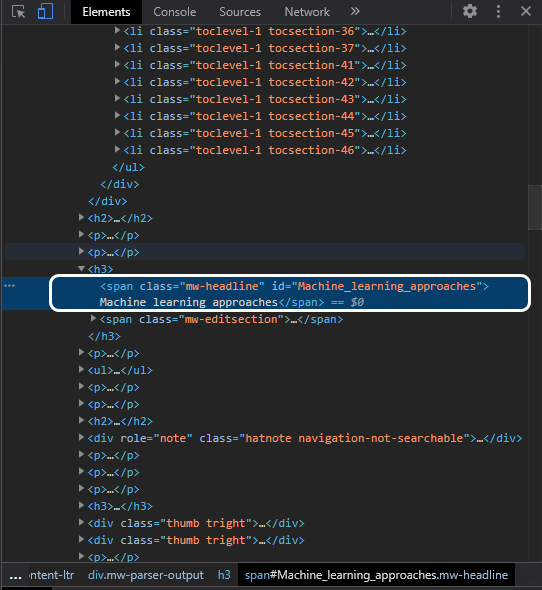 Elements Console Sources »
<li class="toclevel-1 tocsection-36">…</li>
<li class="toclevel-1 tocsection-37">…</li>
<li class="toclevel-1 tocsection-41">…</li>
<li class="toclevel-1 tocsection-42">…</li>
<li class="toclevel-1 tocsection-43">…</li>
<li class="toclevel-1 tocsection-44">…</li>
<li class="toclevel-1 tocsection-45">…</li>
<li class="toclevel-1 tocsection-46">…</li>
</ul>
</div>
</div>
<h2>…</h2>
<p>…</p>
<p>…</p>
<h3>
<span class="mw-headline" id="Machine_learning_approaches">
Machine learning approaches</span> == $0
<span class="mw-editsection">…</span>
</h3>
<p>…</p>
<ul>…</ul>
<p>…</p>
<p>…</p>
<h2>…</h2>
<div role="note" class="hatnote navigation-not-searchable">…</div>
<p>…</p>
<p>…</p>
<p>…</p>
<h3>…</h3>
<div class="thumb tright">…</div>
<div class="thumb tright">…</div>
<p>…</p>
... ontent-ltr div.mw-parser-output h3 span#Machine_learning_approaches.mw-headline